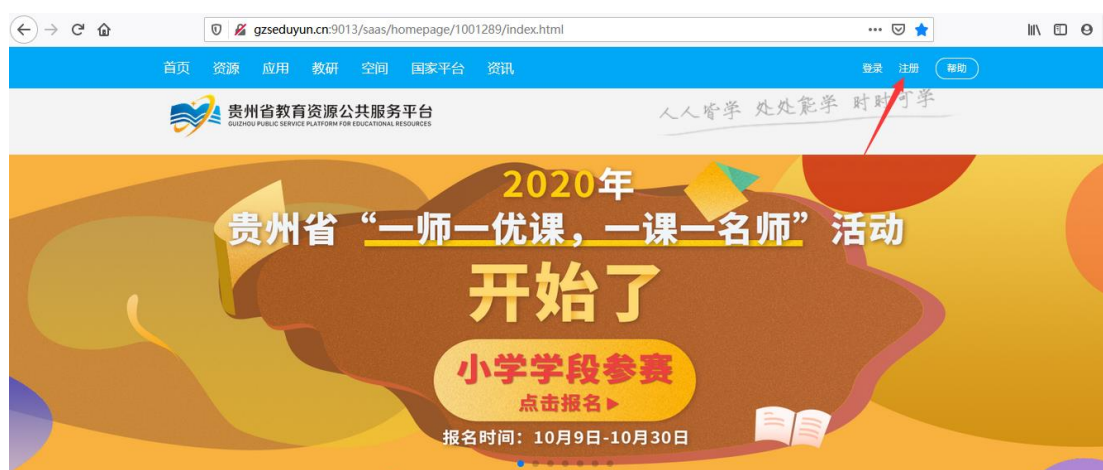 gzseduyun.cn:9013/saas/homepage/1001289/index.html
首页 资源 应用 教研 空间 国家平台 资讯 登录 注册 帮助
贵州省教育资源公共服务平台
GUIZHOU PUBLIC SERVICE PLATFORM FOR EDUCATIONAL RESOURCES
人人皆学 处处能学 时时可学
2020年
贵州省“一师一优课，一课一名师”活动
开始了
小学学段参赛
点击报名▶
报名时间：10月9日-10月30日